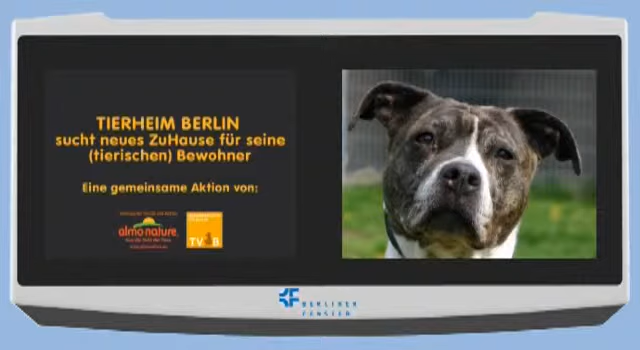 TIERHEIM BERLIN
sucht neues ZuHause für seine
(tierischen) Bewohner
Eine gemeinsame Aktion von:
almo nature
TVB
BERLINER
FENSTER